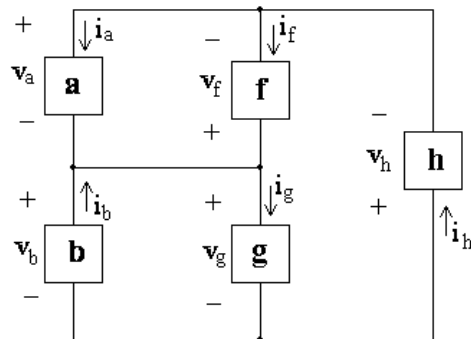 + i_a − i_f
v_a a v_f f −
− + v_h h
+ i_b + i_g + i_h
v_b b v_g g
− −